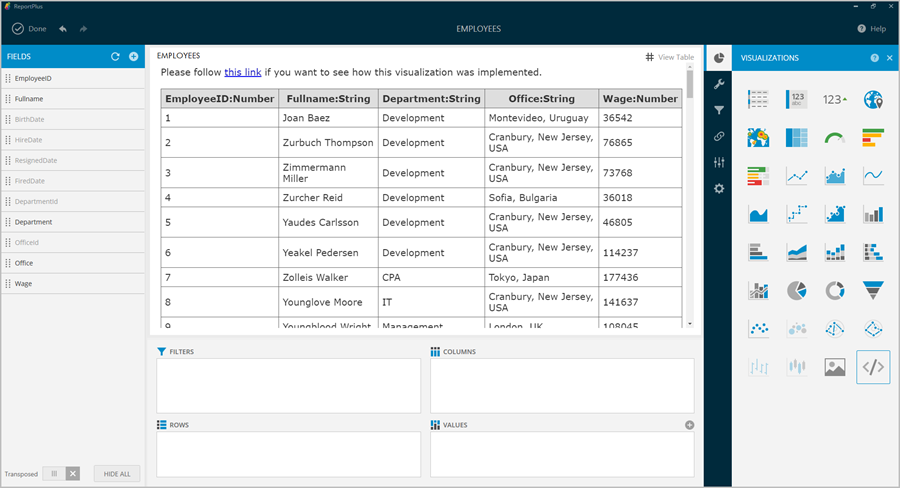 ReportPlus
Done
EMPLOYEES
Help
FIELDS
EmployeeID
Fullname
BirthDate
HireDate
ResignedDate
FiredDate
DepartmentId
Department
OfficeId
Office
Wage
Transposed
HIDE ALL
EMPLOYEES
View Table
Please follow this link if you want to see how this visualization was implemented.
EmployeeID:Number Fullname:String Department:String Office:String Wage:Number
1 Joan Baez Development Montevideo, Uruguay 36542
2 Zurbuch Thompson Development Cranbury, New Jersey, USA 76865
3 Zimmermann Miller Development Cranbury, New Jersey, USA 73768
4 Zurcher Reid Development Sofia, Bulgaria 36018
5 Yaudes Carlsson Development Cranbury, New Jersey, USA 46805
6 Yeakel Pedersen Development Cranbury, New Jersey, USA 114237
7 Zolleis Walker CPA Tokyo, Japan 177436
8 Younglove Moore IT Cranbury, New Jersey, USA 141637
9 Youngblood Wright Management London, UK 108045
FILTERS
COLUMNS
ROWS
VALUES
VISUALIZATIONS
123
abc
123